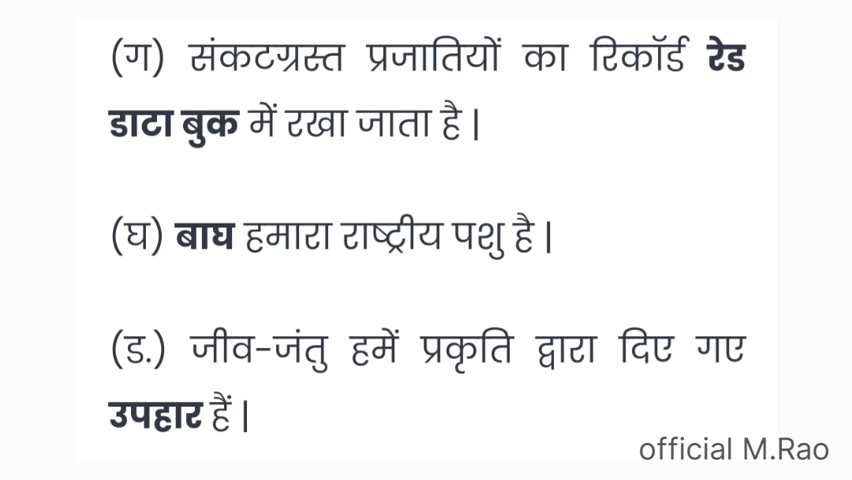 (ग) संकटग्रस्त प्रजातियों का रिकॉर्ड रेड
डाटा बुक में रखा जाता है |
(घ) बाघ हमारा राष्ट्रीय पशु है |
(ड.) जीव-जंतु हमें प्रकृति द्वारा दिए गए
उपहार हैं |
official M.Rao